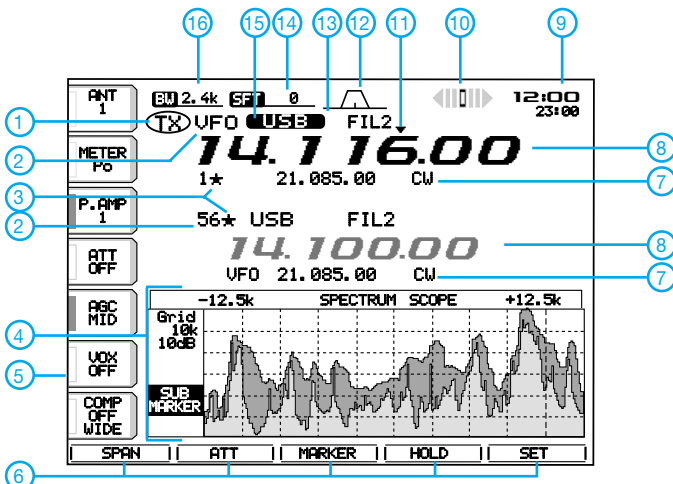 16 15 14 13 12 11 10 9
BW 2.4k SFT 0 12:00
23:00
ANT
1
1 TX VFO USB FIL2
2 14.116.00 8
METER
Po
1★ 21.085.00 CW 7
3
P.AMP
1
2 56★ USB FIL2
14.100.00 8
ATT
OFF
VFO 21.085.00 CW 7
-12.5k SPECTRUM SCOPE +12.5k
AGC
MID
Grid
10k
10dB
4
VOX
OFF
5
SUB
MARKER
COMP
OFF
WIDE
SPAN ATT MARKER HOLD SET
6